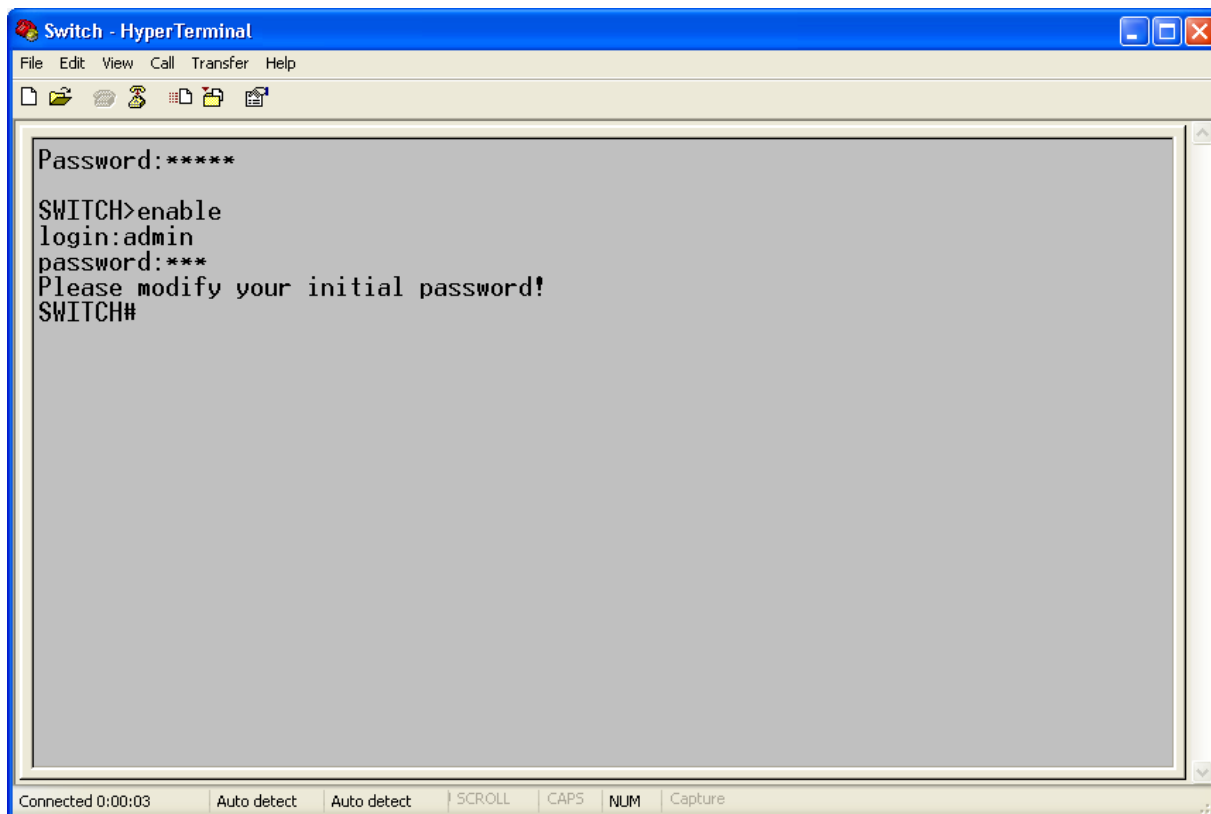 Switch - HyperTerminal
File Edit View Call Transfer Help
Password:*****
SWITCH>enable
login:admin
password:***
Please modify your initial password!
SWITCH#
Connected 0:00:03 Auto detect Auto detect SCROLL CAPS NUM Capture